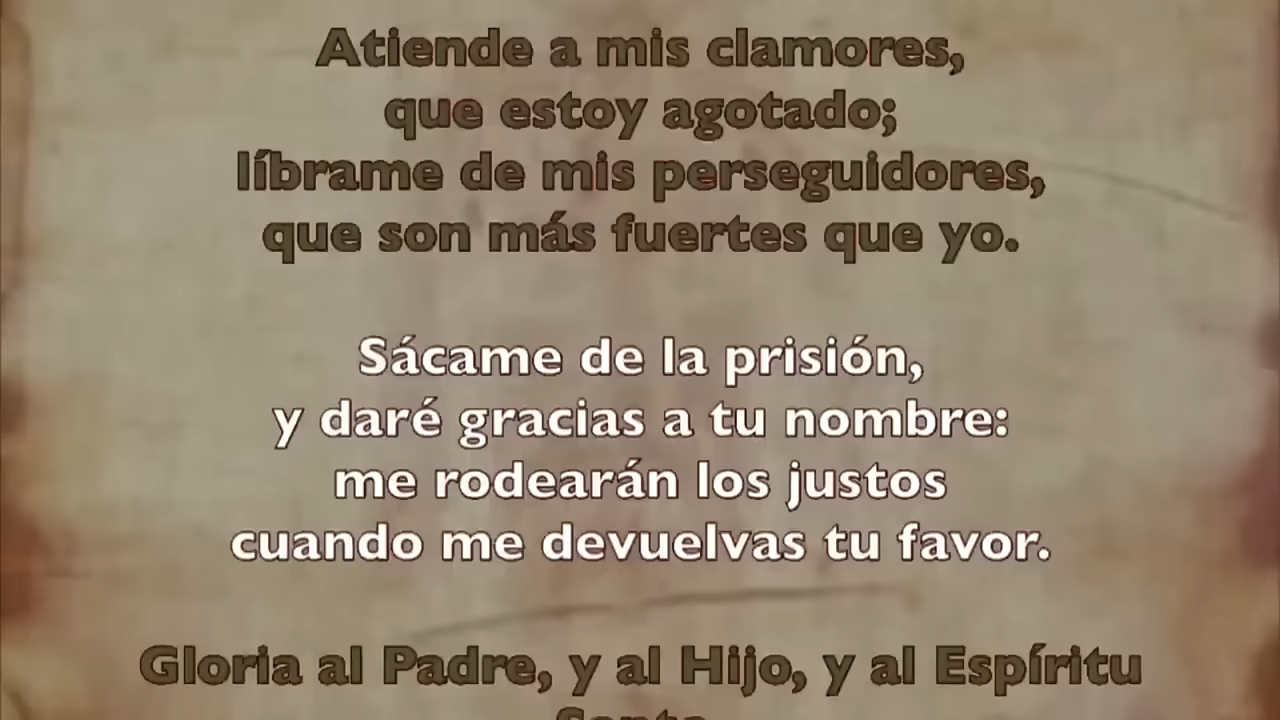 Atiende a mis clamores,
que estoy agotado;
líbrame de mis perseguidores,
que son más fuertes que yo.
Sácame de la prisión,
y daré gracias a tu nombre:
me rodearán los justos
cuando me devuelvas tu favor.
Gloria al Padre, y al Hijo, y al Espíritu